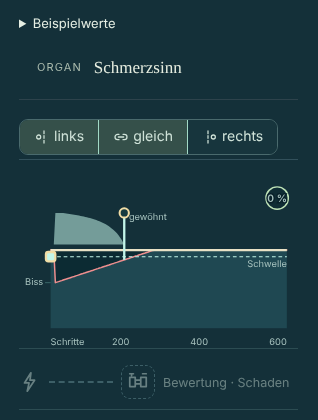 Beispielwerte
ORGAN Schmerzsinn
links gleich rechts
0 %
gewöhnt
Schwelle
Biss
Schritte 200 400 600
Bewertung · Schaden